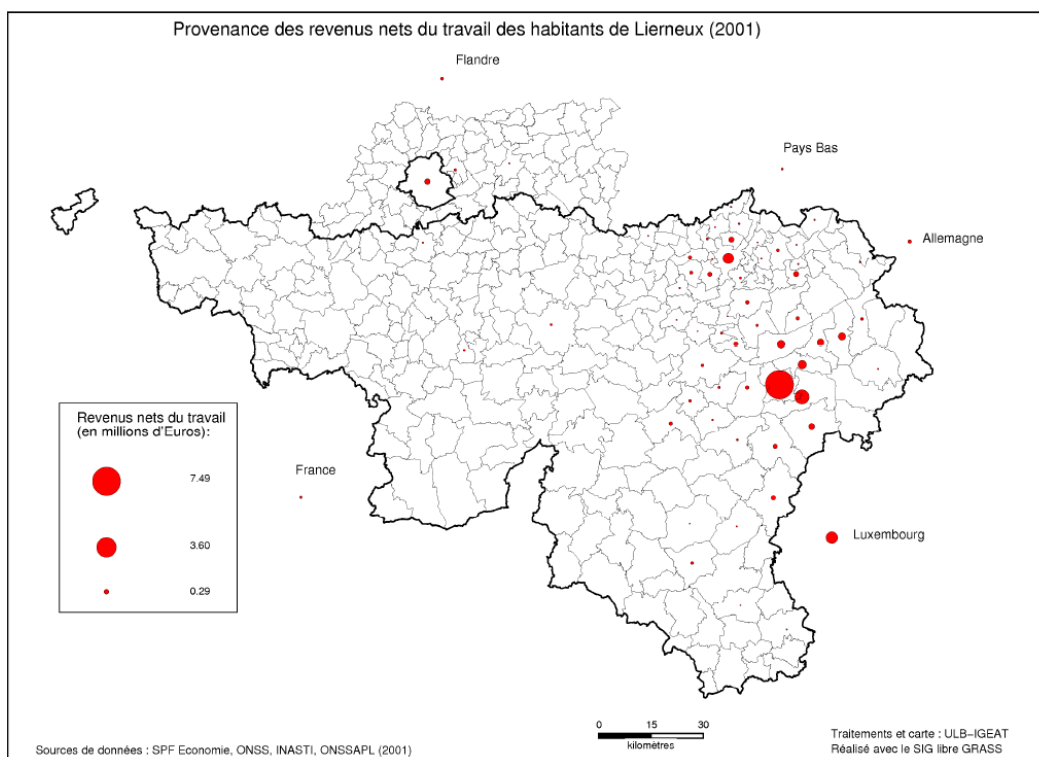 Provenance des revenus nets du travail des habitants de Lierneux (2001)
Flandre
Pays Bas
Allemagne
Revenus nets du travail
(en millions d'Euros):
7.49
3.60
0.29
France
Luxembourg
0 15 30
kilomètres
Sources de données : SPF Economie, ONSS, INASTI, ONSSAPL (2001)
Traitements et carte : ULB-IGEAT
Réalisé avec le SIG libre GRASS